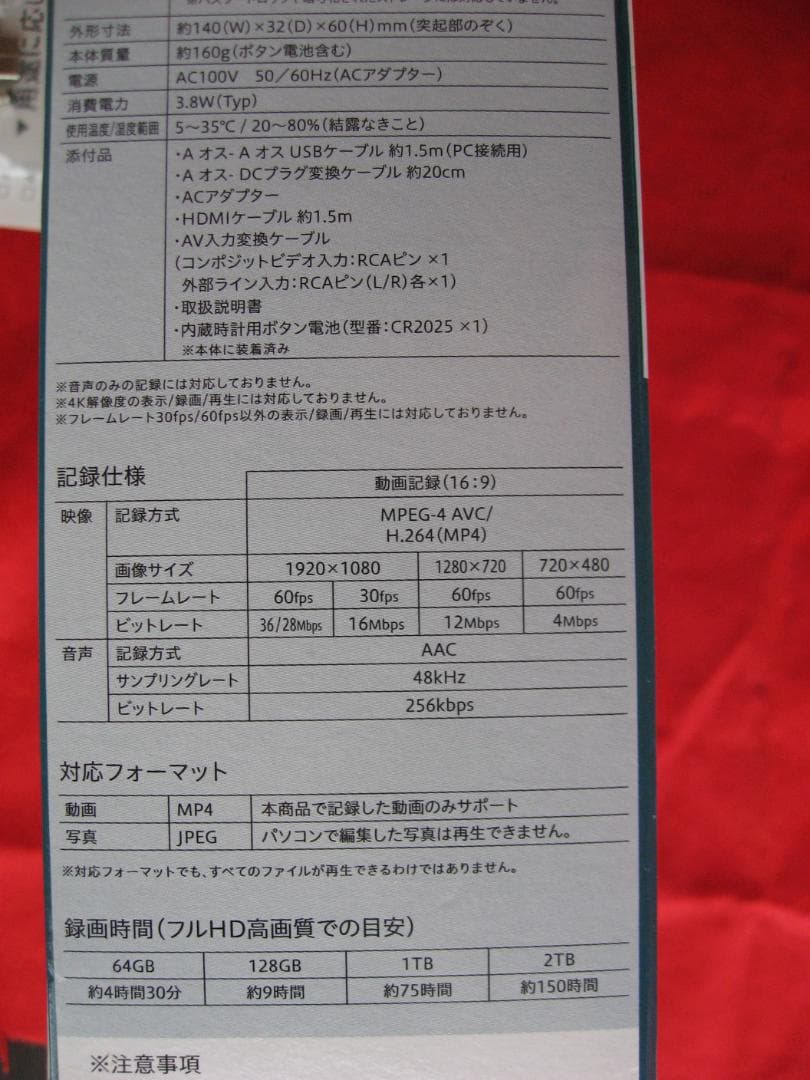 外形寸法 約140(W)×32(D)×60(H)mm(突起部のぞく)
本体質量 約160g(ボタン電池含む)
電源 AC100V 50／60Hz(ACアダプター)
消費電力 3.8W(Typ)
使用温度/湿度範囲 5～35℃ / 20～80%(結露なきこと)
添付品 ・A オス- A オス USBケーブル 約1.5m(PC接続用)
・A オス- DCプラグ変換ケーブル 約20cm
・ACアダプター
・HDMIケーブル 約1.5m
・AV入力変換ケーブル
(コンポジットビデオ入力：RCAピン ×1
外部ライン入力：RCAピン(L/R)各×1)
・取扱説明書
・内蔵時計用ボタン電池(型番：CR2025 ×1)
※本体に装着済み
※音声のみの記録には対応しておりません。
※4K解像度の表示/録画/再生には対応しておりません。
※フレームレート30fps/60fps以外の表示/録画/再生には対応しておりません。
記録仕様
動画記録(16：9)
映像 記録方式 MPEG-4 AVC/
H.264(MP4)
画像サイズ 1920×1080 1280×720 720×480
フレームレート 60fps 30fps 60fps 60fps
ビットレート 36/28Mbps 16Mbps 12Mbps 4Mbps
音声 記録方式 AAC
サンプリングレート 48kHz
ビットレート 256kbps
対応フォーマット
動画 MP4 本商品で記録した動画のみサポート
写真 JPEG パソコンで編集した写真は再生できません。
※対応フォーマットでも、すべてのファイルが再生できるわけではありません。
録画時間(フルHD高画質での目安)
64GB 128GB 1TB 2TB
約4時間30分 約9時間 約75時間 約150時間
※注意事項